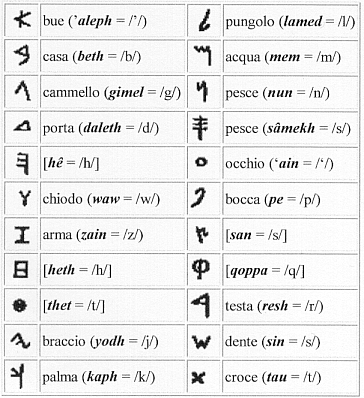 𐤀 bue (’aleph = /’/)
𐤁 casa (beth = /b/)
𐤂 cammello (gimel = /g/)
𐤃 porta (daleth = /d/)
𐤄 [hê = /h/]
𐤅 chiodo (waw = /w/)
𐤆 arma (zain = /z/)
𐤇 [heth = /h/]
𐤈 [thet = /t/]
𐤉 braccio (yodh = /j/)
𐤊 palma (kaph = /k/)
𐤋 pungolo (lamed = /l/)
𐤌 acqua (mem = /m/)
𐤍 pesce (nun = /n/)
𐤎 pesce (sâmekh = /s/)
𐤏 occhio (‘ain = /‘/)
𐤐 bocca (pe = /p/)
𐤑 [san = /s/]
𐤒 [qoppa = /q/]
𐤓 testa (resh = /r/)
𐤔 dente (sin = /s/)
𐤕 croce (tau = /t/)